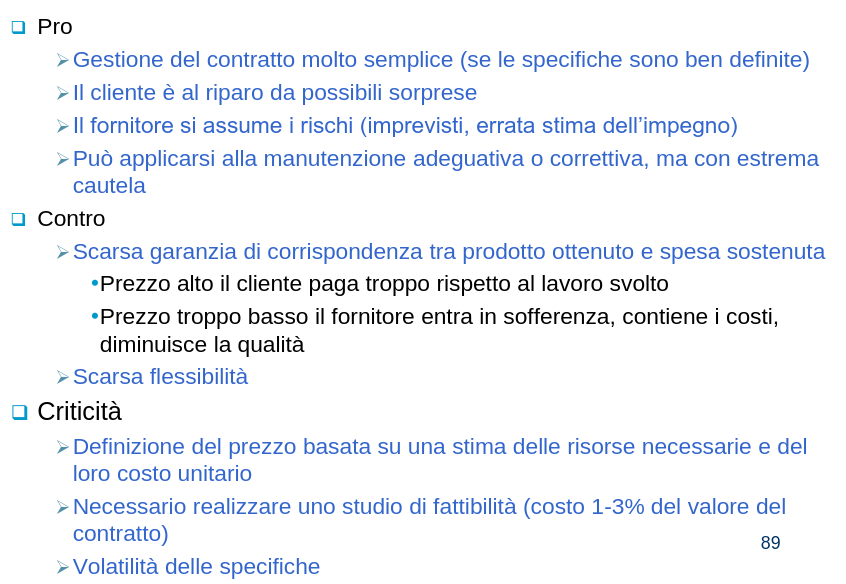 Pro
Gestione del contratto molto semplice (se le specifiche sono ben definite)
Il cliente è al riparo da possibili sorprese
Il fornitore si assume i rischi (imprevisti, errata stima dell’impegno)
Può applicarsi alla manutenzione adeguativa o correttiva, ma con estrema
cautela
Contro
Scarsa garanzia di corrispondenza tra prodotto ottenuto e spesa sostenuta
•Prezzo alto il cliente paga troppo rispetto al lavoro svolto
•Prezzo troppo basso il fornitore entra in sofferenza, contiene i costi,
diminuisce la qualità
Scarsa flessibilità
Criticità
Definizione del prezzo basata su una stima delle risorse necessarie e del
loro costo unitario
Necessario realizzare uno studio di fattibilità (costo 1-3% del valore del
contratto)
89
Volatilità delle specifiche